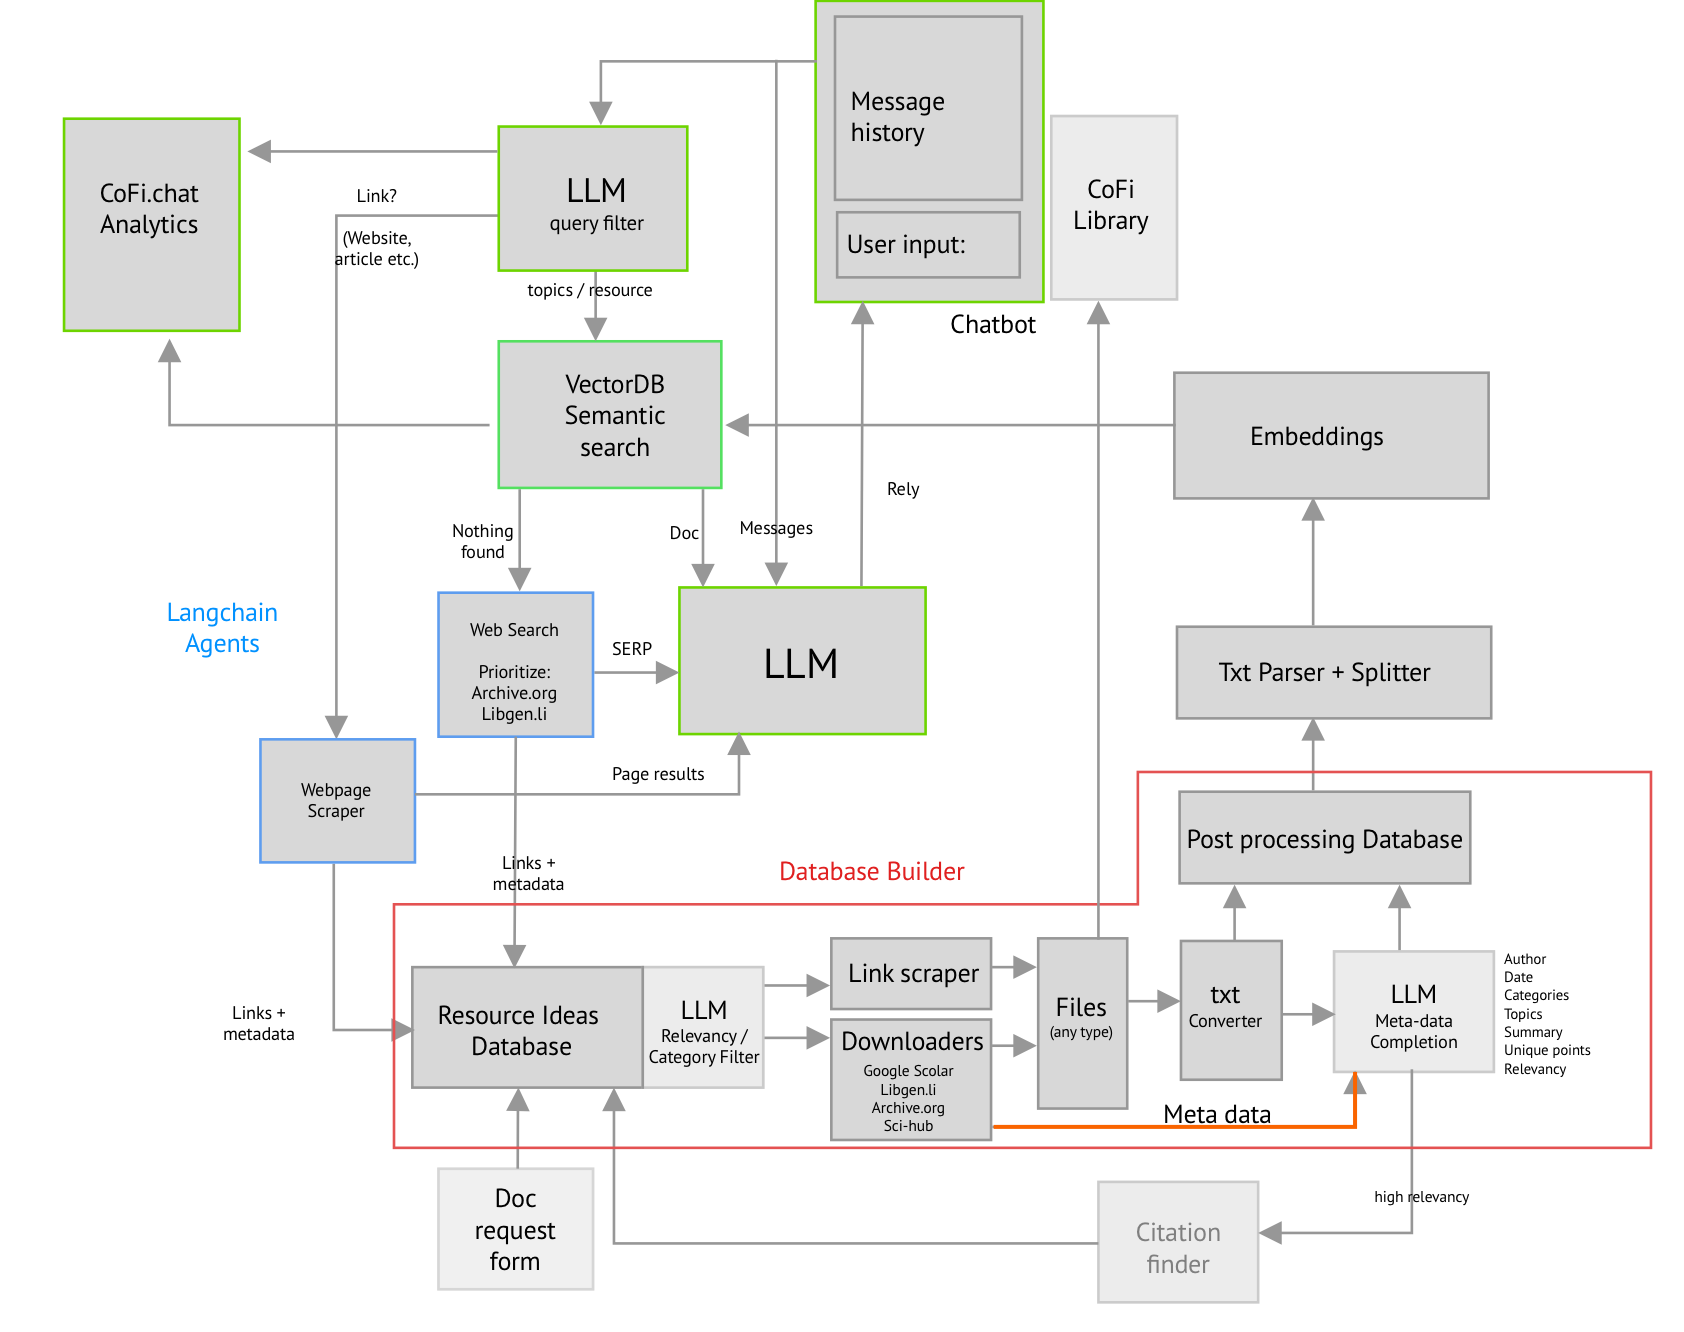 Message
history
User input:
Chatbot
CoFi
Library
CoFi.chat
Analytics
LLM
query filter
Link?
(Website,
article etc.)
topics / resource
VectorDB
Semantic
search
Embeddings
Nothing
found
Doc
Messages
Rely
Langchain
Agents
Web Search
Prioritize:
Archive.org
Libgen.li
SERP
LLM
Txt Parser + Splitter
Webpage
Scraper
Page results
Links +
metadata
Database Builder
Post processing Database
Links +
metadata
Resource Ideas
Database
LLM
Relevancy /
Category Filter
Link scraper
Downloaders
Google Scolar
Libgen.li
Archive.org
Sci-hub
Files
(any type)
txt
Converter
LLM
Meta-data
Completion
Author
Date
Categories
Topics
Summary
Unique points
Relevancy
Meta data
Doc
request
form
high relevancy
Citation
finder